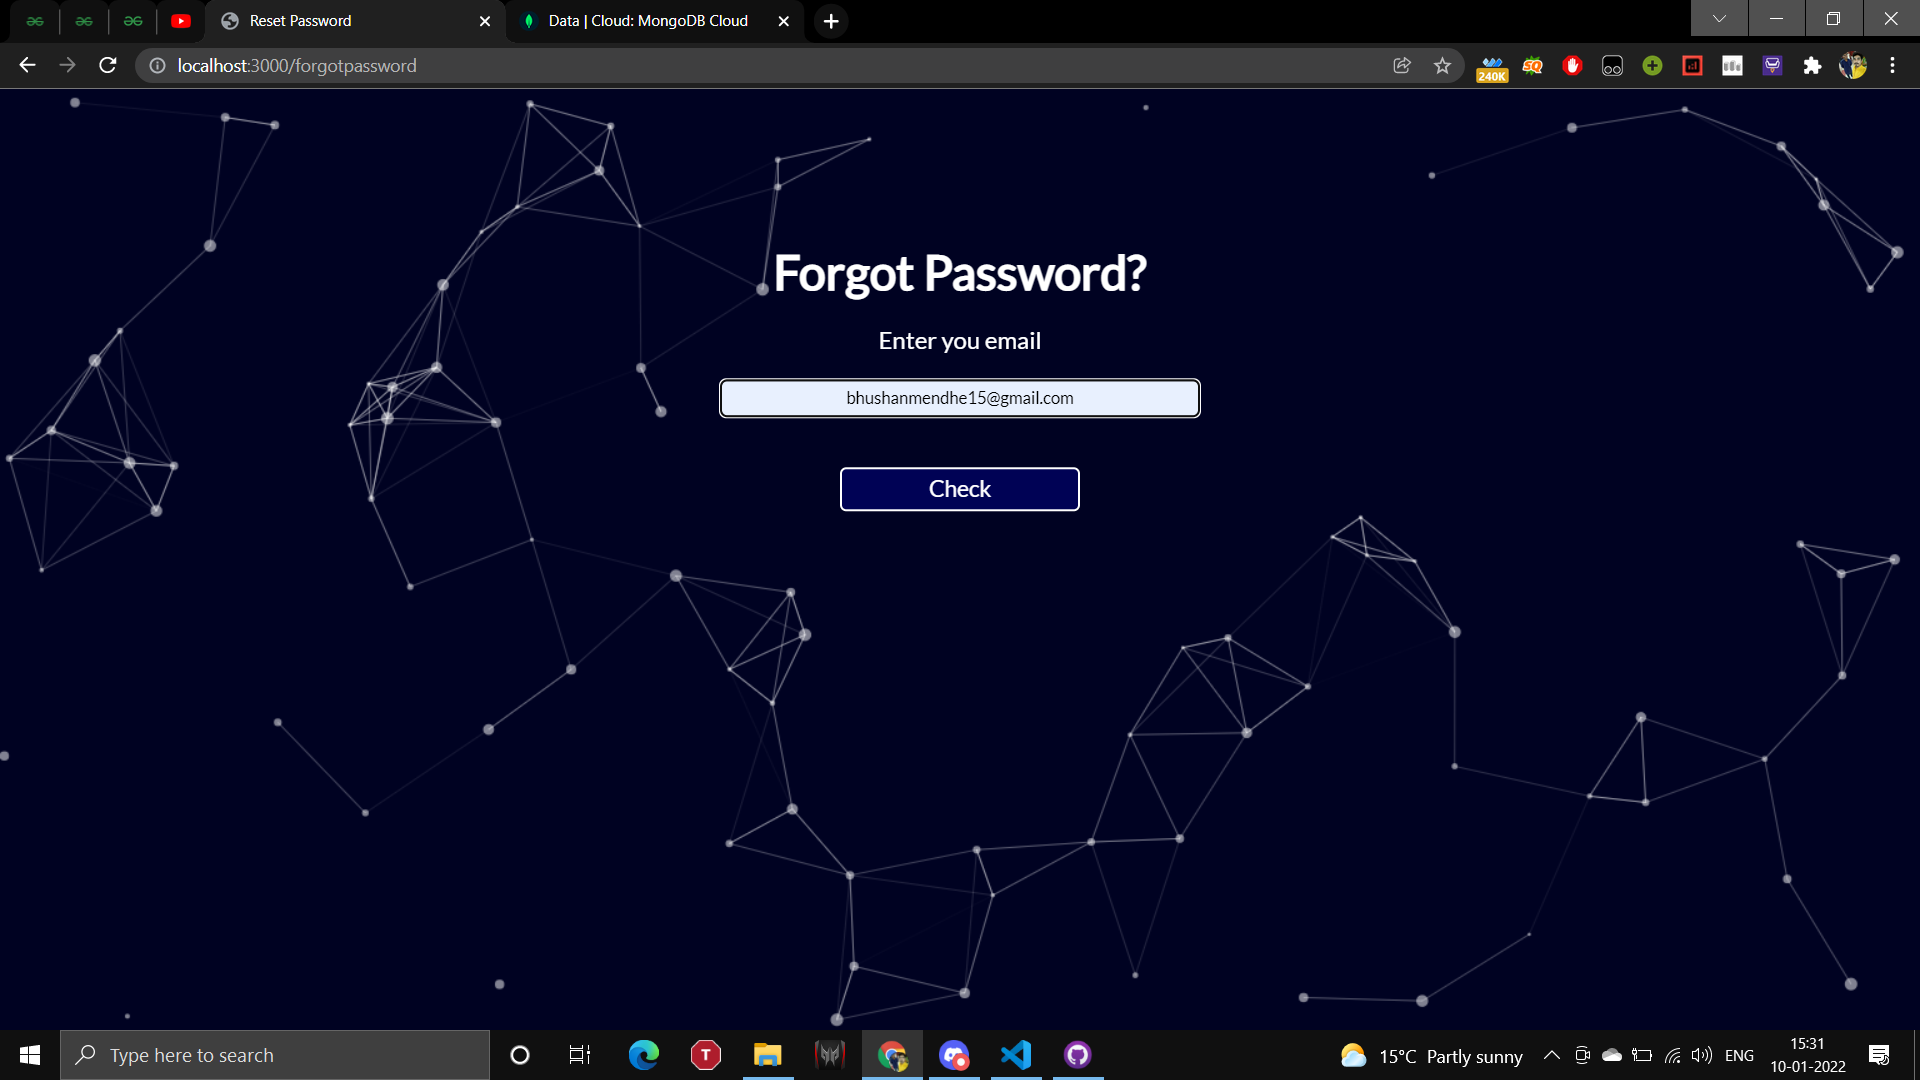 Reset Password
Data | Cloud: MongoDB Cloud
localhost:3000/forgotpassword
240K
SQ
Forgot Password?
Enter you email
bhushanmendhe15@gmail.com
Check
Type here to search
T
15°C Partly sunny
ENG
15:31
10-01-2022